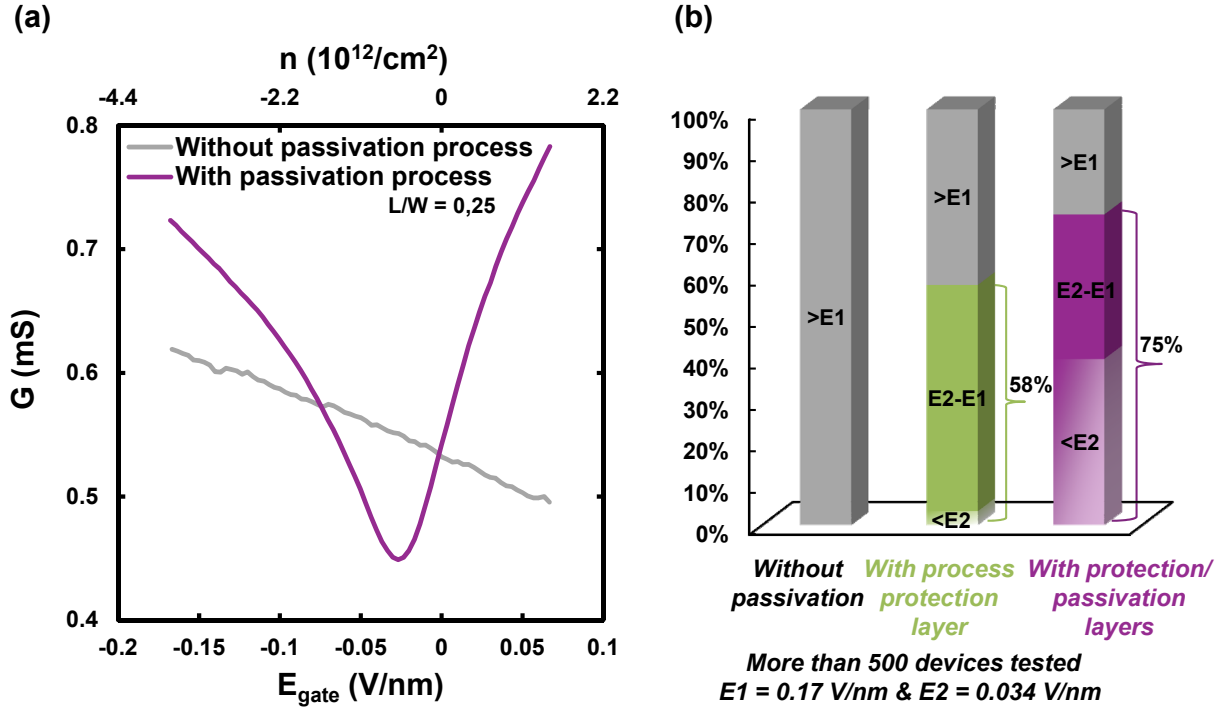 (a)
n (10¹²/cm²)
-4.4 -2.2 0 2.2
0.8
0.7
0.6
0.5
0.4
G (mS)
Without passivation process
With passivation process
L/W = 0,25
-0.2 -0.15 -0.1 -0.05 0 0.05 0.1
E_gate (V/nm)
(b)
100%
90%
80%
70%
60%
50%
40%
30%
20%
10%
0%
>E1
>E1
E2-E1
<E2
58%
>E1
E2-E1
<E2
75%
Without
passivation
With process
protection
layer
With protection/
passivation
layers
More than 500 devices tested
E1 = 0.17 V/nm & E2 = 0.034 V/nm